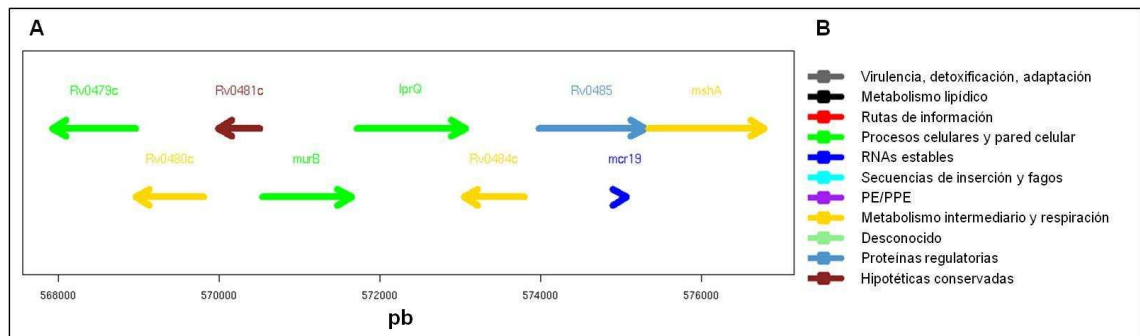 A
B
Rv0479c
Rv0481c
lprQ
Rv0485
mshA
Rv0480c
murB
Rv0484c
mcr19
568000
570000
572000
574000
576000
pb
Virulencia, detoxificación, adaptación
Metabolismo lipídico
Rutas de información
Procesos celulares y pared celular
RNAs estables
Secuencias de inserción y fagos
PE/PPE
Metabolismo intermediario y respiración
Desconocido
Proteínas regulatorias
Hipotéticas conservadas